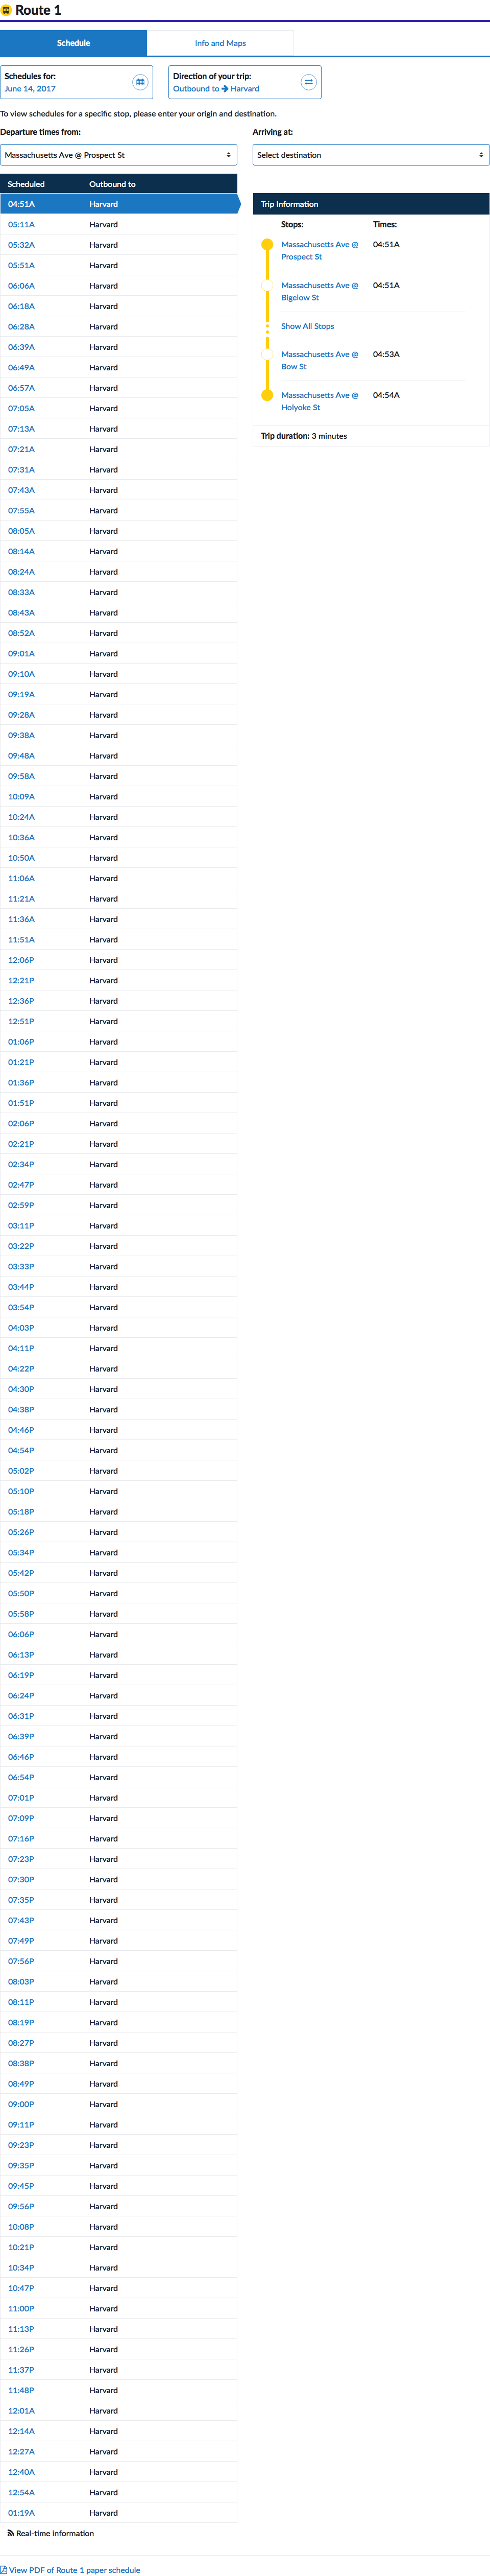 Route 1
Schedule
Info and Maps
Schedules for:
June 14, 2017
Direction of your trip:
Outbound to → Harvard
To view schedules for a specific stop, please enter your origin and destination.
Departure times from:
Massachusetts Ave @ Prospect St
Arriving at:
Select destination
Scheduled Outbound to
04:51A Harvard
05:11A Harvard
05:32A Harvard
05:51A Harvard
06:06A Harvard
06:18A Harvard
06:28A Harvard
06:39A Harvard
06:49A Harvard
06:57A Harvard
07:05A Harvard
07:13A Harvard
07:21A Harvard
07:31A Harvard
07:43A Harvard
07:55A Harvard
08:05A Harvard
08:14A Harvard
08:24A Harvard
08:33A Harvard
08:43A Harvard
08:52A Harvard
09:01A Harvard
09:10A Harvard
09:19A Harvard
09:28A Harvard
09:38A Harvard
09:48A Harvard
09:58A Harvard
10:09A Harvard
10:24A Harvard
10:36A Harvard
10:50A Harvard
11:06A Harvard
11:21A Harvard
11:36A Harvard
11:51A Harvard
12:06P Harvard
12:21P Harvard
12:36P Harvard
12:51P Harvard
01:06P Harvard
01:21P Harvard
01:36P Harvard
01:51P Harvard
02:06P Harvard
02:21P Harvard
02:34P Harvard
02:47P Harvard
02:59P Harvard
03:11P Harvard
03:22P Harvard
03:33P Harvard
03:44P Harvard
03:54P Harvard
04:03P Harvard
04:11P Harvard
04:22P Harvard
04:30P Harvard
04:38P Harvard
04:46P Harvard
04:54P Harvard
05:02P Harvard
05:10P Harvard
05:18P Harvard
05:26P Harvard
05:34P Harvard
05:42P Harvard
05:50P Harvard
05:58P Harvard
06:06P Harvard
06:13P Harvard
06:19P Harvard
06:24P Harvard
06:31P Harvard
06:39P Harvard
06:46P Harvard
06:54P Harvard
07:01P Harvard
07:09P Harvard
07:16P Harvard
07:23P Harvard
07:30P Harvard
07:35P Harvard
07:43P Harvard
07:49P Harvard
07:56P Harvard
08:03P Harvard
08:11P Harvard
08:19P Harvard
08:27P Harvard
08:38P Harvard
08:49P Harvard
09:00P Harvard
09:11P Harvard
09:23P Harvard
09:35P Harvard
09:45P Harvard
09:56P Harvard
10:08P Harvard
10:21P Harvard
10:34P Harvard
10:47P Harvard
11:00P Harvard
11:13P Harvard
11:26P Harvard
11:37P Harvard
11:48P Harvard
12:01A Harvard
12:14A Harvard
12:27A Harvard
12:40A Harvard
12:54A Harvard
01:19A Harvard
Trip Information
Stops: Times:
Massachusetts Ave @ 04:51A
Prospect St
Massachusetts Ave @ 04:51A
Bigelow St
Show All Stops
Massachusetts Ave @ 04:53A
Bow St
Massachusetts Ave @ 04:54A
Holyoke St
Trip duration: 3 minutes
Real-time information
View PDF of Route 1 paper schedule